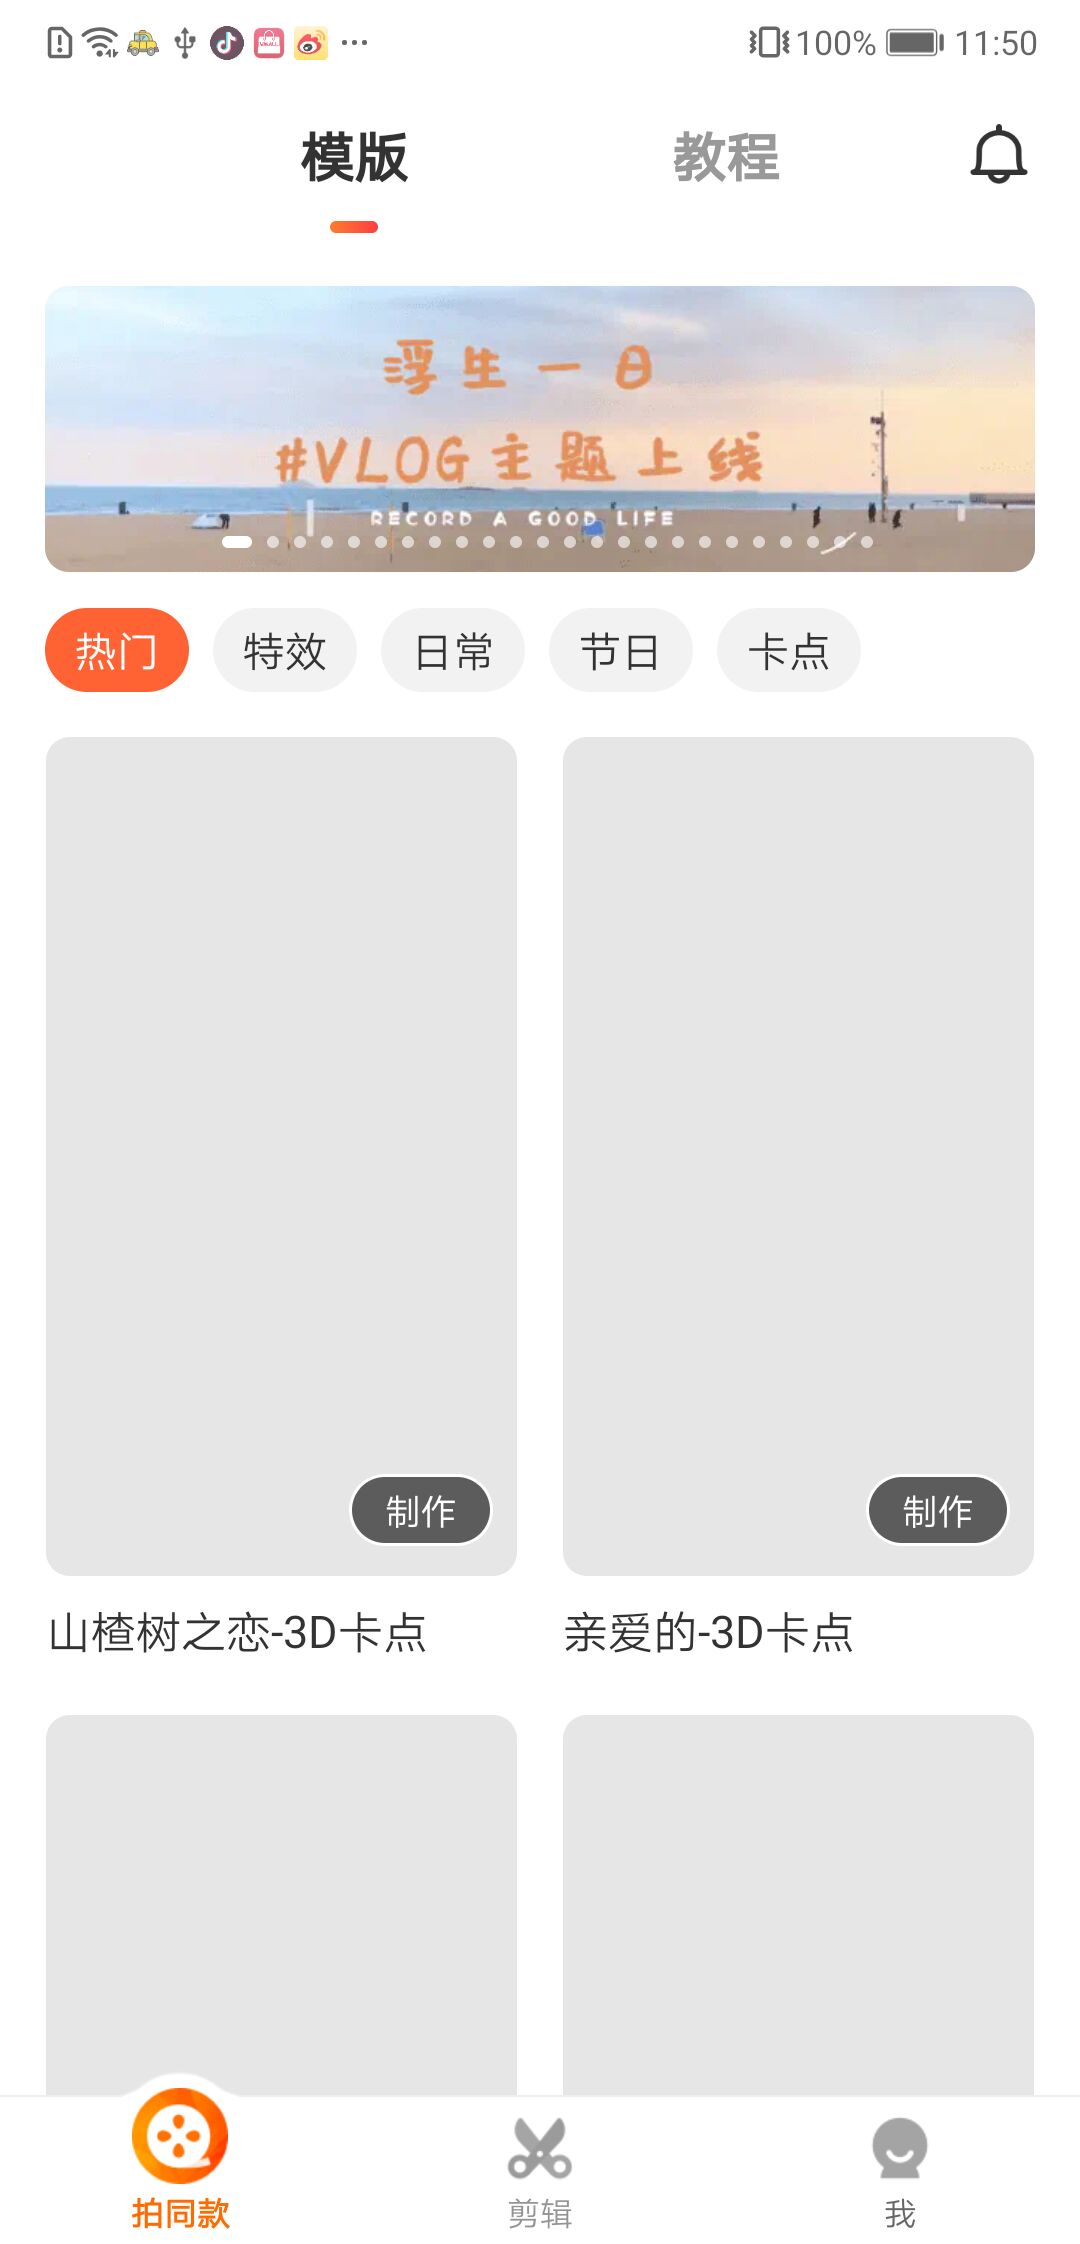 100% 11:50
模版 教程
浮生一日
#VLOG主题上线
RECORD A GOOD LIFE
热门 特效 日常 节日 卡点
制作 制作
山楂树之恋-3D卡点 亲爱的-3D卡点
拍同款 剪辑 我